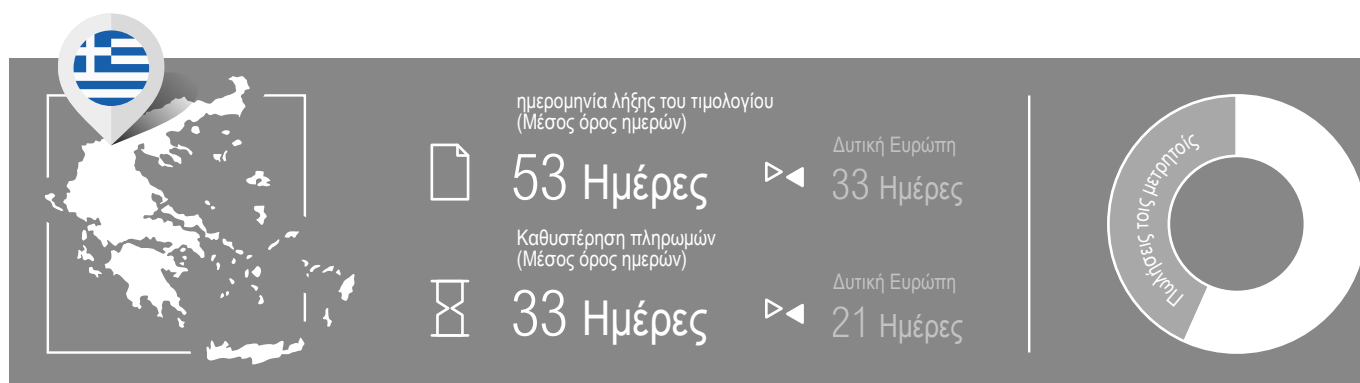 ημερομηνία λήξης του τιμολογίου
(Μέσος όρος ημερών)
53 Ημέρες
Δυτική Ευρώπη
33 Ημέρες
Καθυστέρηση πληρωμών
(Μέσος όρος ημερών)
33 Ημέρες
Δυτική Ευρώπη
21 Ημέρες
Πωλήσεις τοις μετρητοίς